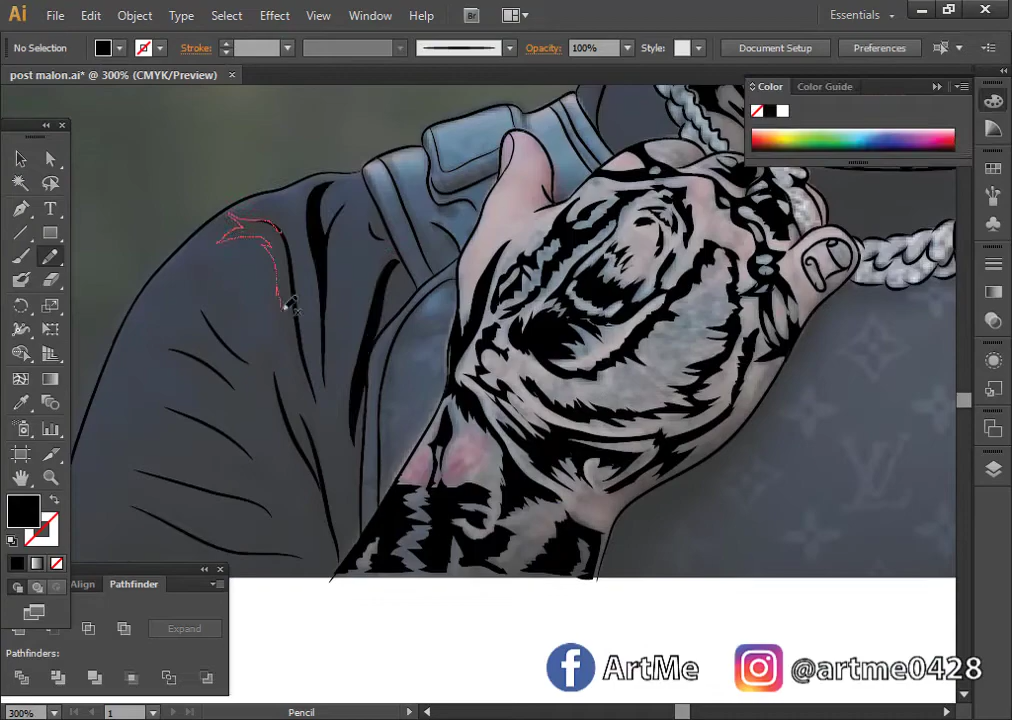 Ai File Edit Object Type Select Effect View Window Help Br Essentials
No Selection Stroke: Opacity: 100% Style: Document Setup Preferences
post malon.ai* @ 300% (CMYK/Preview)
Color Color Guide
T
LV
Align Pathfinder
Expand
Pathfinders:
f ArtMe @artme0428
300% 1 Pencil